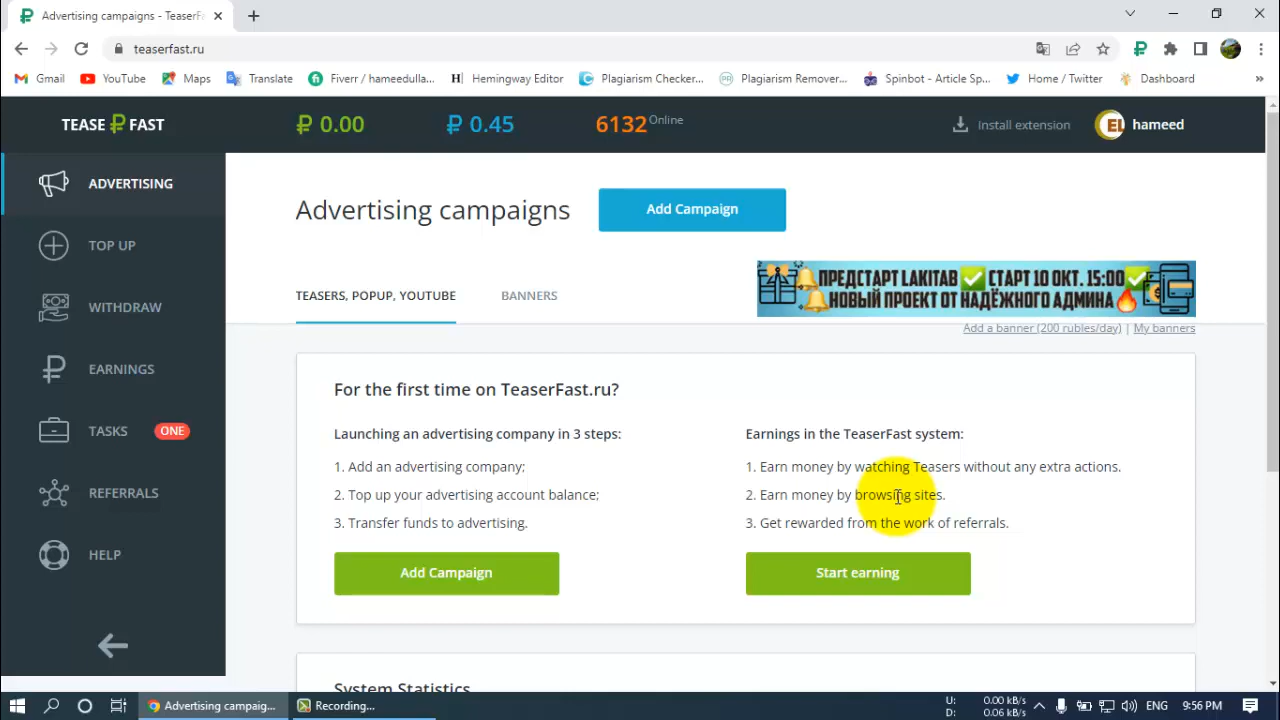 Advertising campaigns - TeaserFa
teaserfast.ru
Gmail YouTube Maps Translate Fiverr / hameedulla... Hemingway Editor Plagiarism Checker... Plagiarism Remover... Spinbot - Article Sp... Home / Twitter Dashboard »
TEASE ₽ FAST
₽ 0.00 ₽ 0.45 6132 Online
Install extension
EL hameed
ADVERTISING
TOP UP
WITHDRAW
EARNINGS
TASKS ONE
REFERRALS
HELP
Advertising campaigns
Add Campaign
TEASERS, POPUP, YOUTUBE BANNERS
ПРЕДСТАРТ LAKITAB ✅ СТАРТ 10 ОКТ. 15:00 ✅
НОВЫЙ ПРОЕКТ ОТ НАДЁЖНОГО АДМИНА
Add a banner (200 rubles/day) | My banners
For the first time on TeaserFast.ru?
Launching an advertising company in 3 steps:
1. Add an advertising company;
2. Top up your advertising account balance;
3. Transfer funds to advertising.
Add Campaign
Earnings in the TeaserFast system:
1. Earn money by watching Teasers without any extra actions.
2. Earn money by browsing sites.
3. Get rewarded from the work of referrals.
Start earning
System Statistics
Advertising campaig... Recording...
U: 0.00 kB/s
D: 0.06 kB/s
ENG 9:56 PM